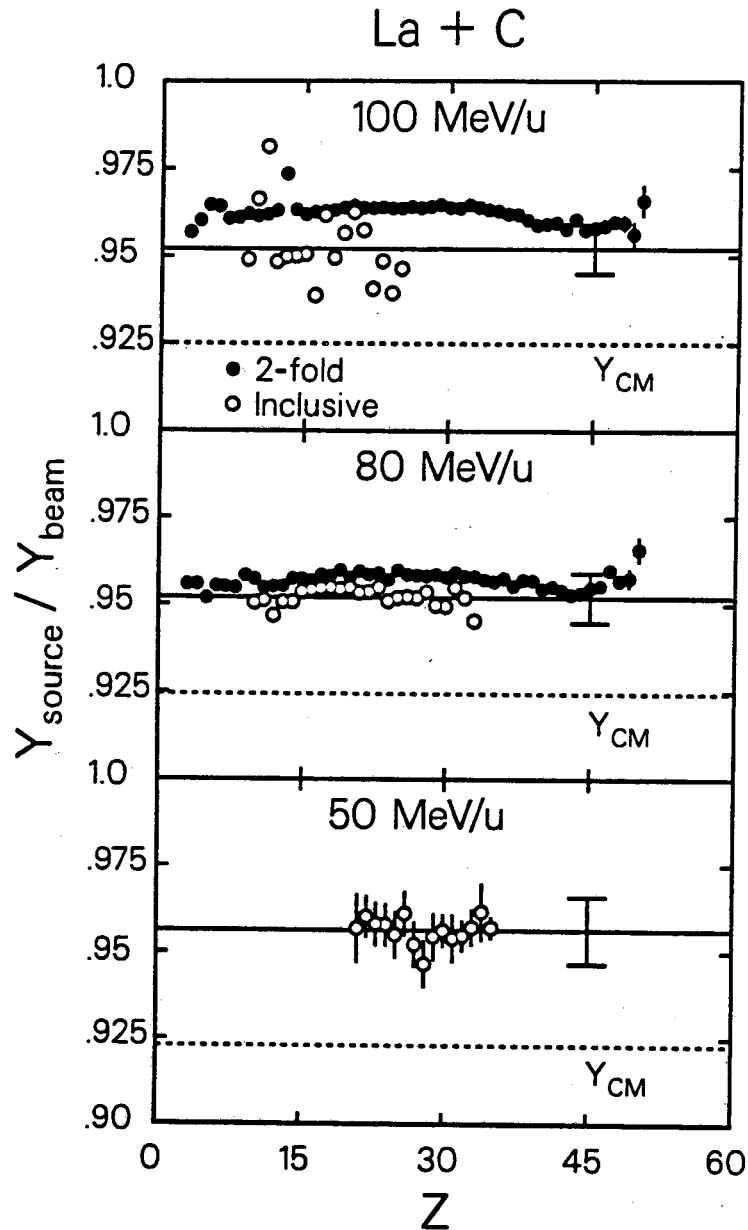 La + C
1.0
100 MeV/u
.975
.95
.925
Y_CM
● 2-fold
○ Inclusive
1.0
80 MeV/u
.975
.95
.925
Y_CM
1.0
50 MeV/u
.975
.95
.925
Y_CM
.90
0 15 30 45 60
Z
Y_source / Y_beam